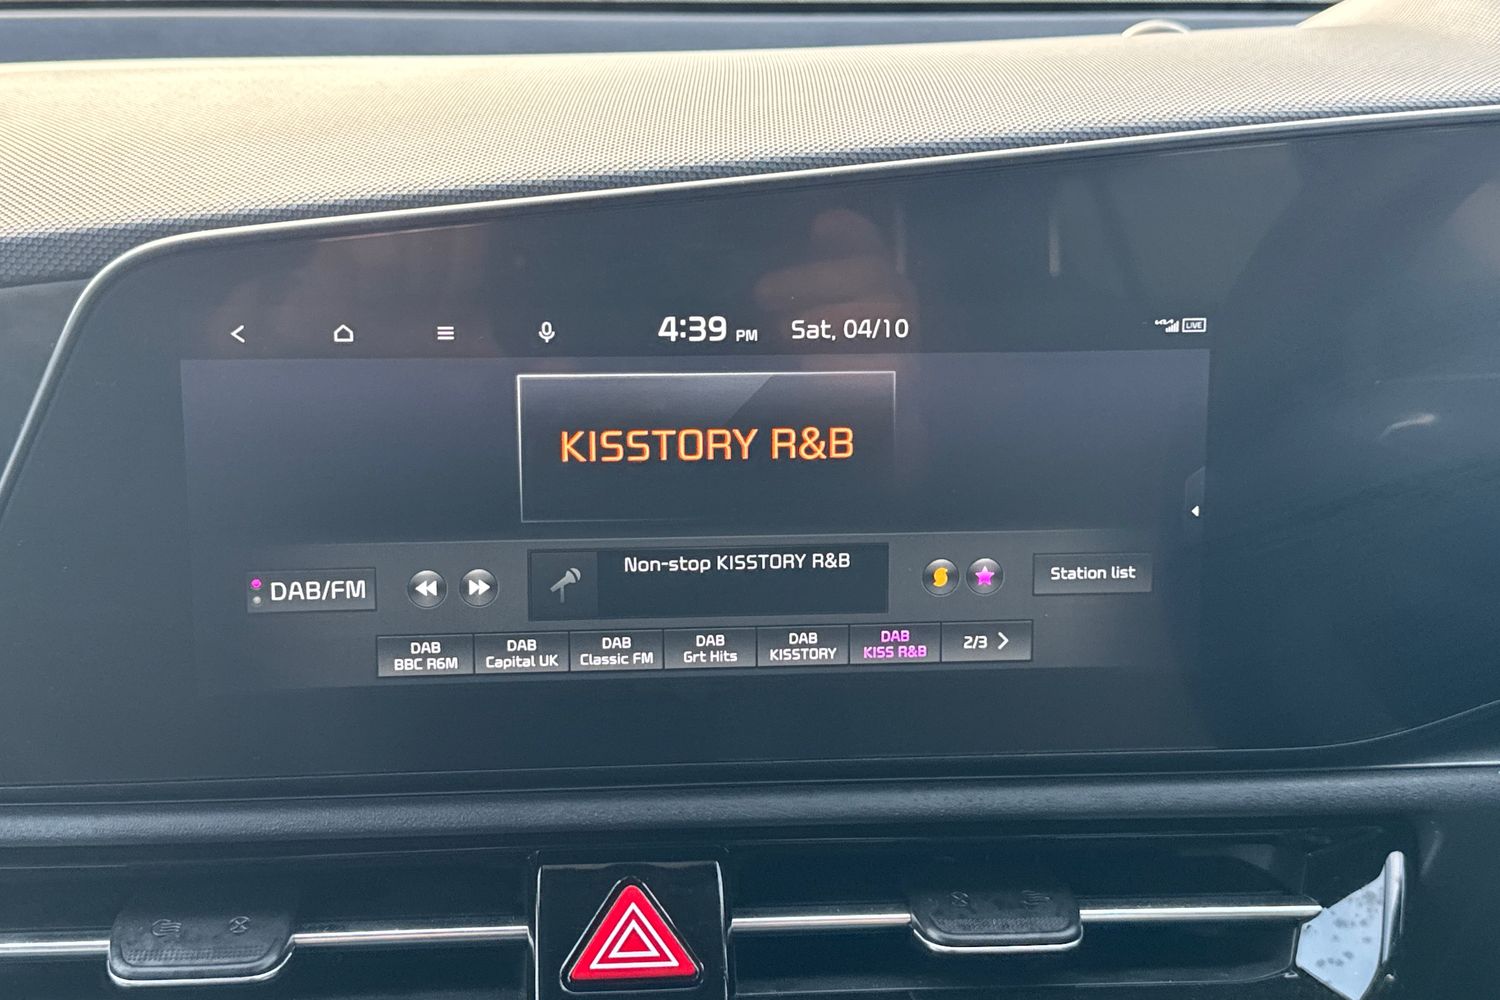 4:39 PM Sat, 04/10
LIVE
KISSTORY R&B
Non-stop KISSTORY R&B
DAB/FM
Station list
DAB
BBC R6M
DAB
Capital UK
DAB
Classic FM
DAB
Grt Hits
DAB
KISSTORY
DAB
KISS R&B
2/3